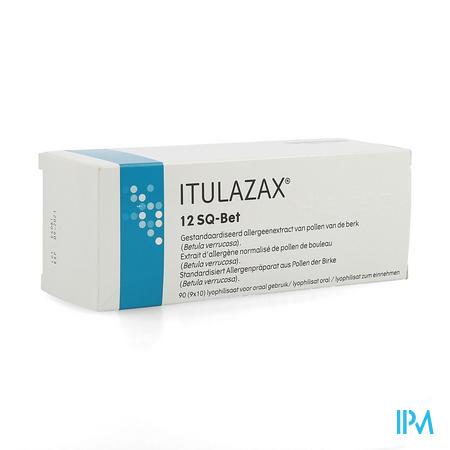 ITULAZAX®
12 SQ-Bet
Gestandaardiseerd allergeenextract van pollen van de berk
(Betula verrucosa).
Extrait d'allergène normalisé de pollen de bouleau
(Betula verrucosa).
Standardisiert Allergenpräparat aus Pollen der Birke
(Betula verrucosa).
90 (9x10) lyophilisaat voor oraal gebruik/ lyophilisat oral / lyophilisat zum einnehmen
IPM